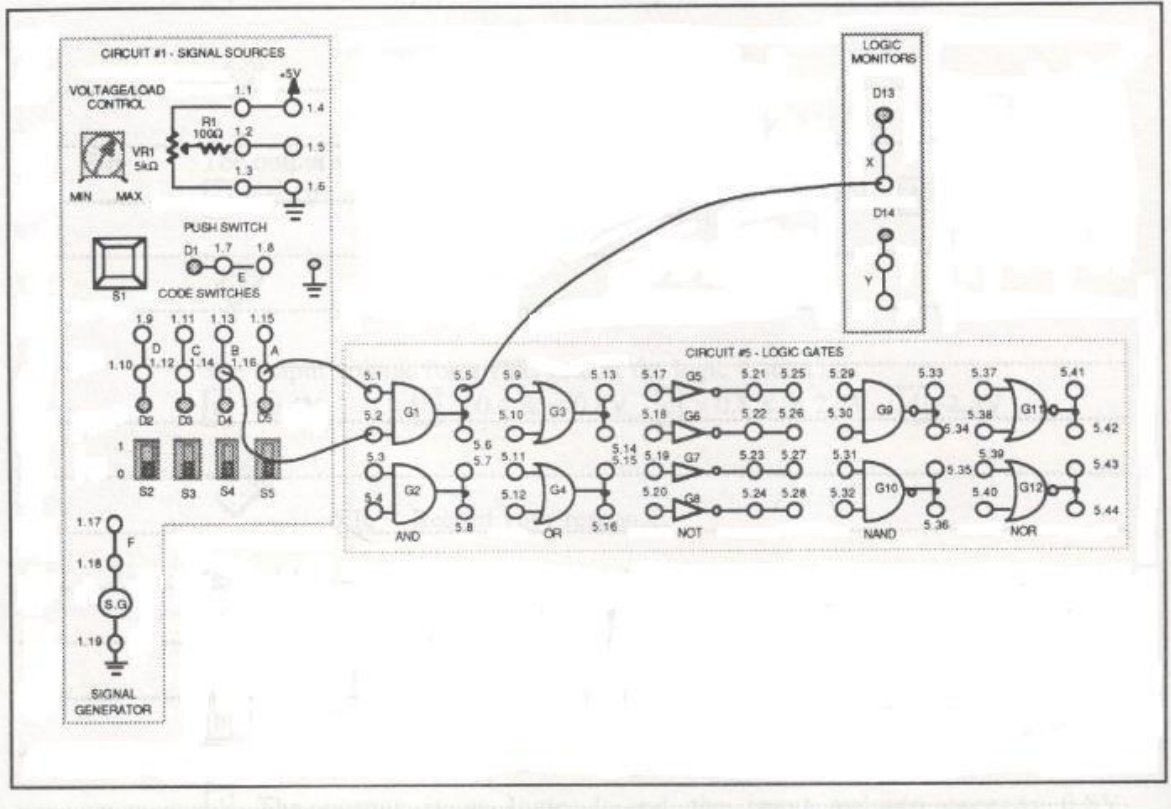 CIRCUIT #1 - SIGNAL SOURCES
VOLTAGE/LOAD
CONTROL
MIN MAX
VR1
5kΩ
R1
100Ω
1.1
+5V
1.4
1.2
1.5
1.3
1.6
PUSH SWITCH
S1
D1 1.7 1.8
E
CODE SWITCHES
1.9 1.11 1.13 1.15
D C B A
1.10 1.12 1.14 1.16
D2 D3 D4 D5
1
0
S2 S3 S4 S5
1.17
F
1.18
S.G
1.19
SIGNAL
GENERATOR
LOGIC
MONITORS
D13
X
D14
Y
CIRCUIT #5 - LOGIC GATES
5.1 5.5 5.9 5.13 5.17 G5 5.21 5.25 5.29 5.33 5.37 5.41
G1 G3 G9 G11
5.2 5.6 5.10 5.14 5.18 G6 5.22 5.26 5.30 5.34 5.38 5.42
5.3 5.7 5.11 5.15 5.19 G7 5.23 5.27 5.31 5.35 5.39 5.43
G2 G4 G10 G12
5.4 5.8 5.12 5.16 5.20 G8 5.24 5.28 5.32 5.36 5.40 5.44
AND OR NOT NAND NOR